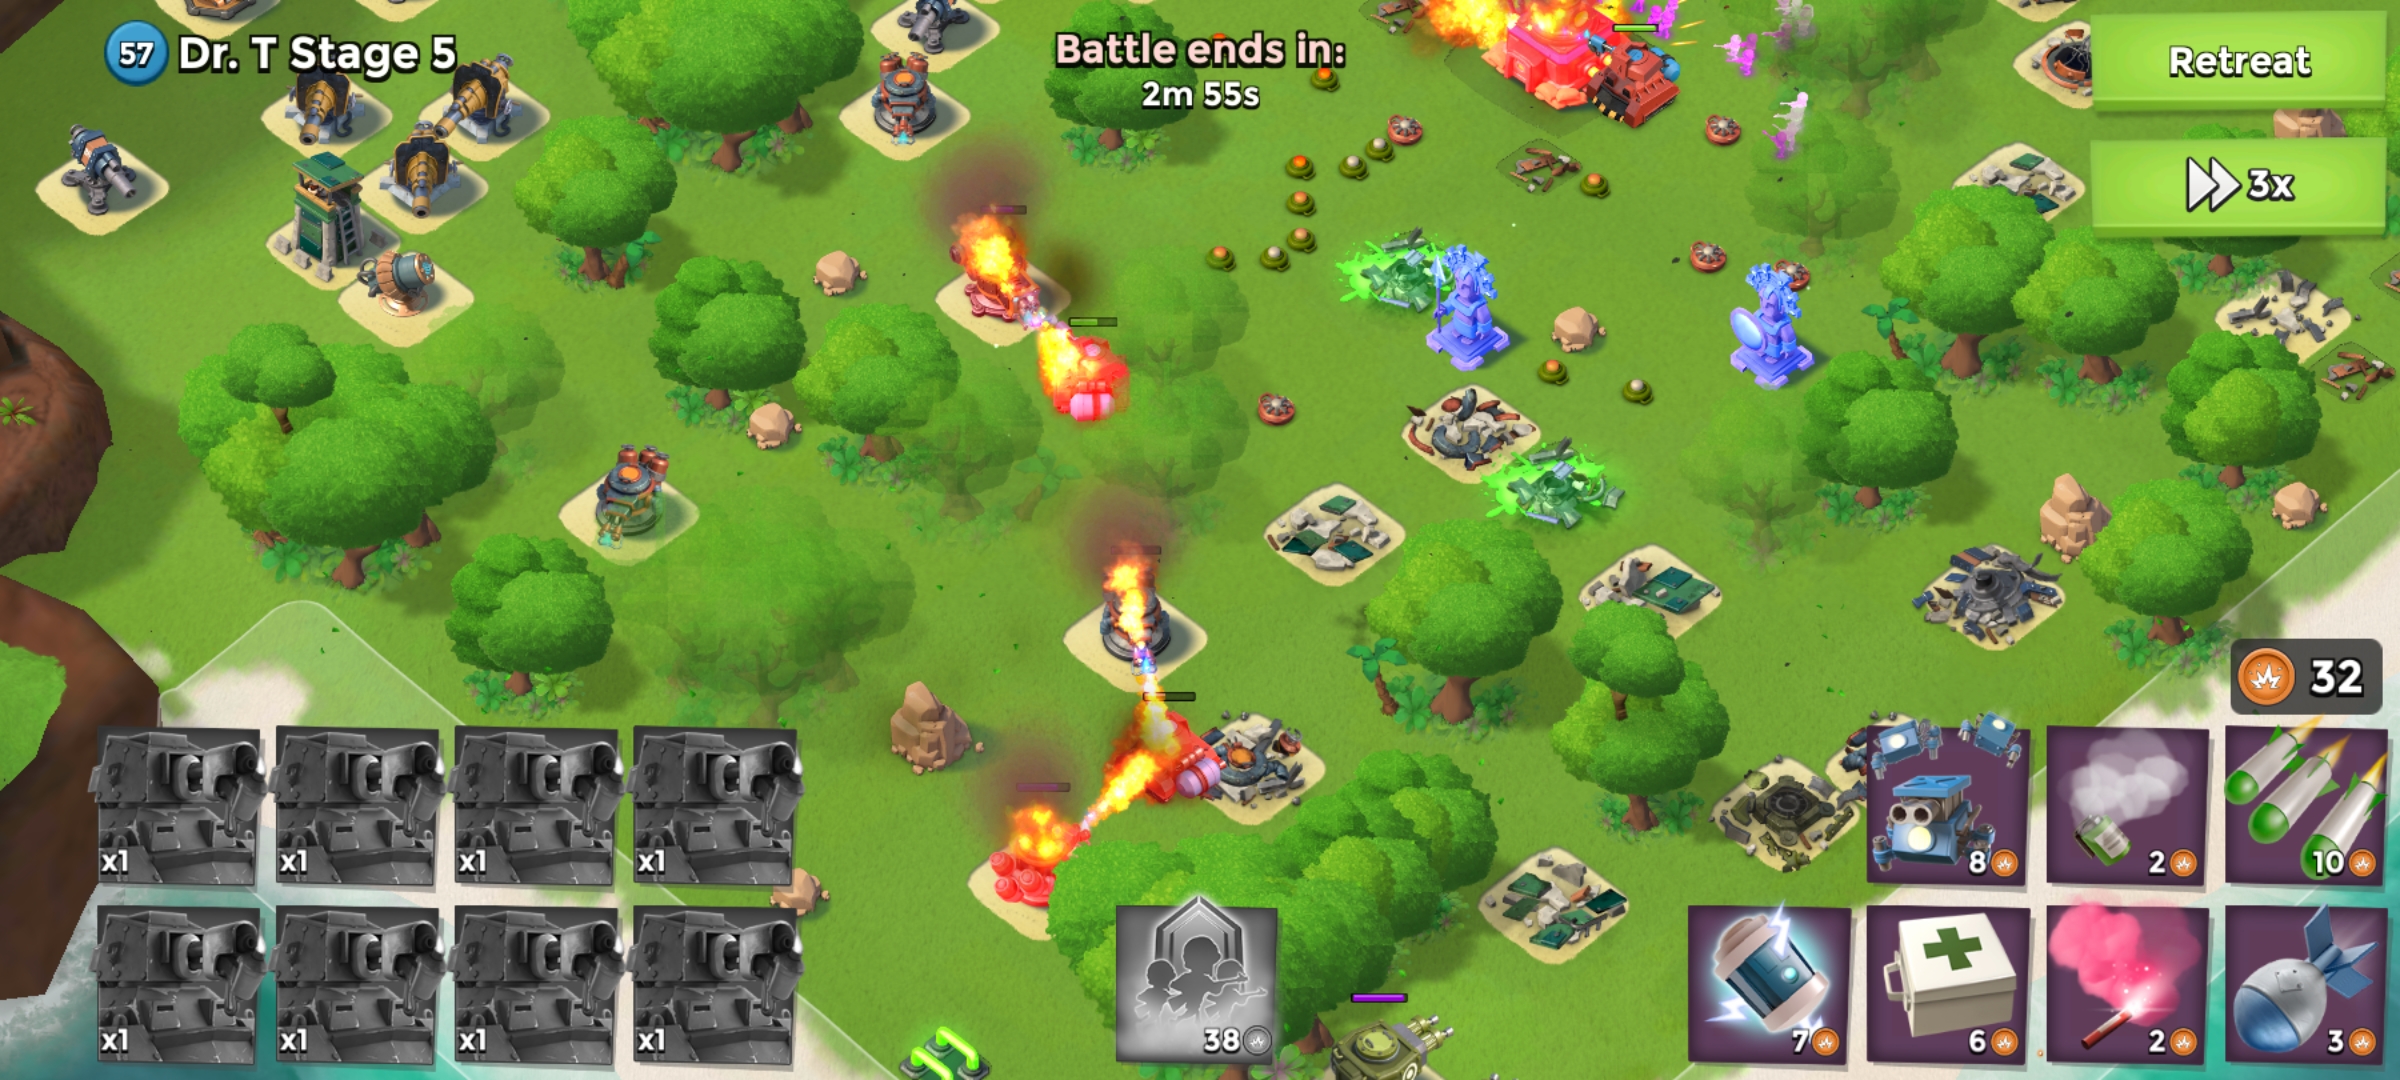 57 Dr. T Stage 5
Battle ends in:
2m 55s
Retreat
3x
32
8
2
10
x1
x1
x1
x1
x1
x1
x1
x1
38
7
6
2
3